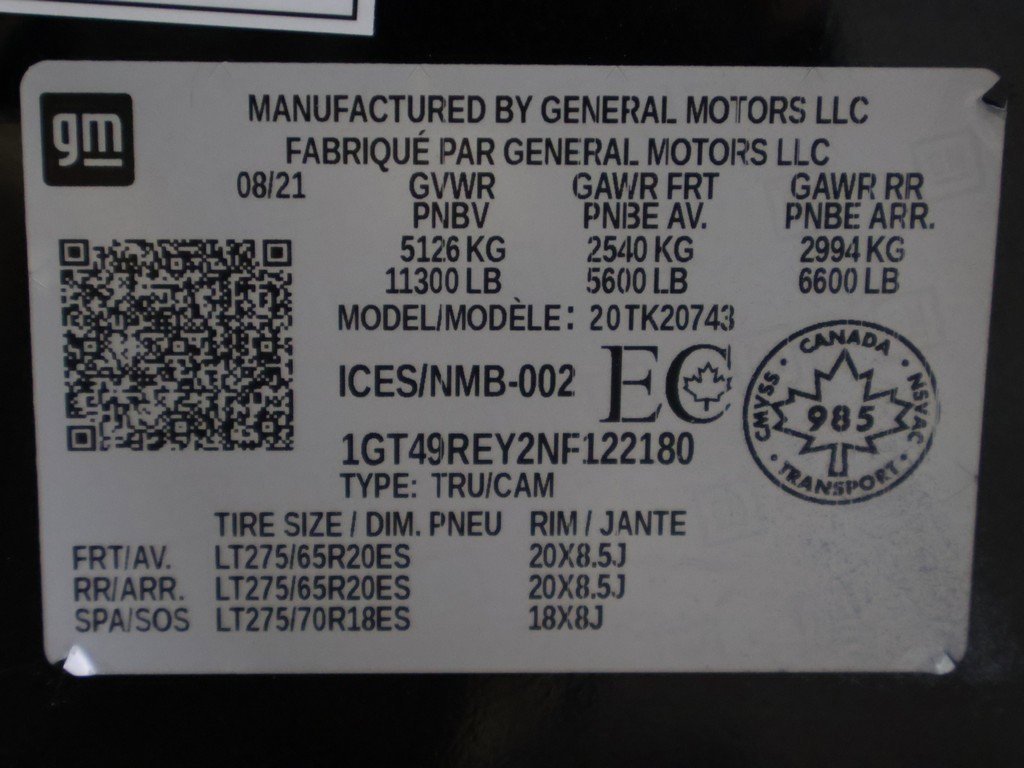 gm
MANUFACTURED BY GENERAL MOTORS LLC
FABRIQUÉ PAR GENERAL MOTORS LLC
08/21 GVWR GAWR FRT GAWR RR
PNBV PNBE AV. PNBE ARR.
5126 KG 2540 KG 2994 KG
11300 LB 5600 LB 6600 LB
MODEL/MODÈLE: 20TK20743
ICES/NMB-002 EC
CANADA
CMVSS 985 NSVAC
TRANSPORT
1GT49REY2NF122180
TYPE: TRU/CAM
TIRE SIZE / DIM. PNEU RIM / JANTE
FRT/AV. LT275/65R20ES 20X8.5J
RR/ARR. LT275/65R20ES 20X8.5J
SPA/SOS LT275/70R18ES 18X8J